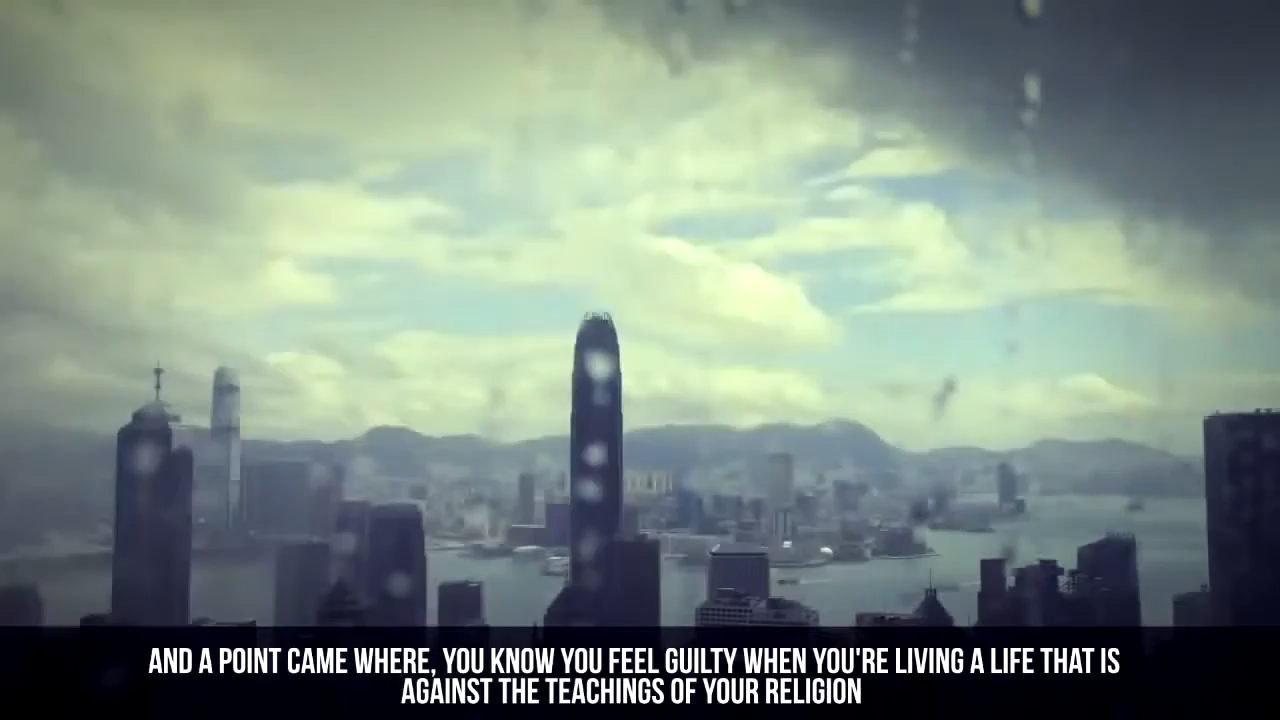 AND A POINT CAME WHERE, YOU KNOW YOU FEEL GUILTY WHEN YOU'RE LIVING A LIFE THAT IS
AGAINST THE TEACHINGS OF YOUR RELIGION